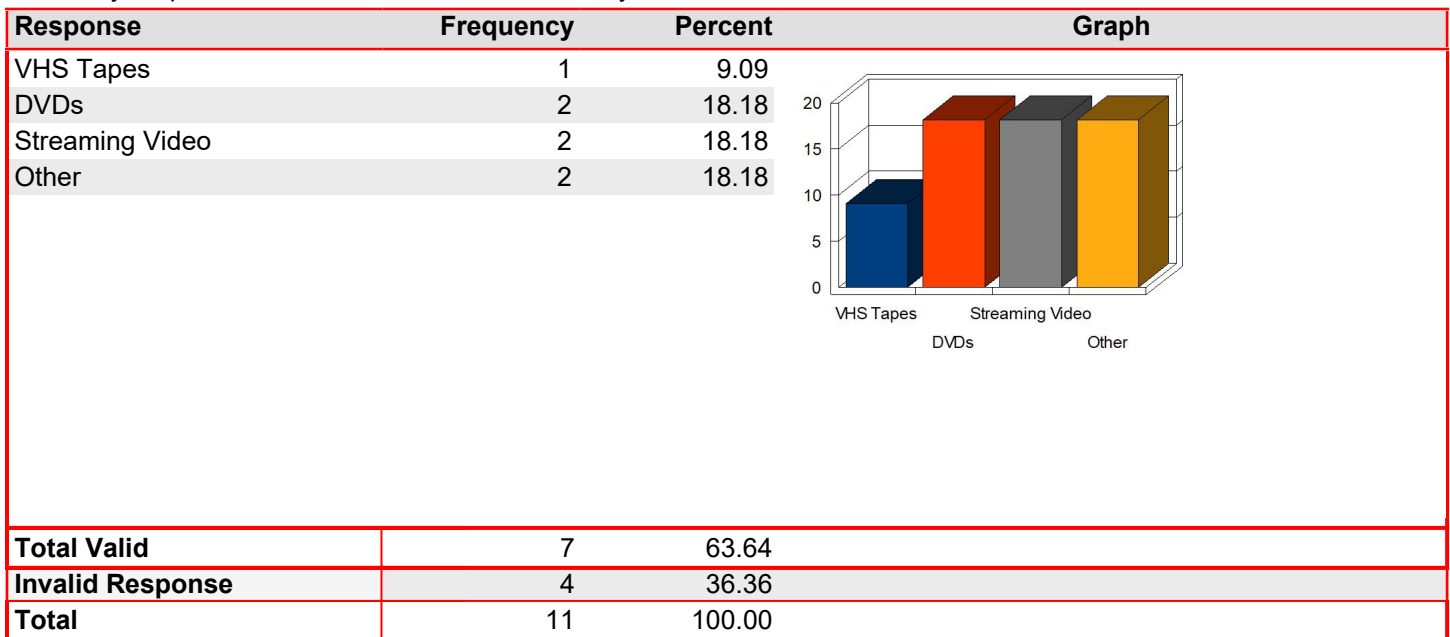 Response Frequency Percent Graph
VHS Tapes 1 9.09
DVDs 2 18.18
Streaming Video 2 18.18
Other 2 18.18
20
15
10
5
0
VHS Tapes Streaming Video
DVDs Other
Total Valid 7 63.64
Invalid Response 4 36.36
Total 11 100.00